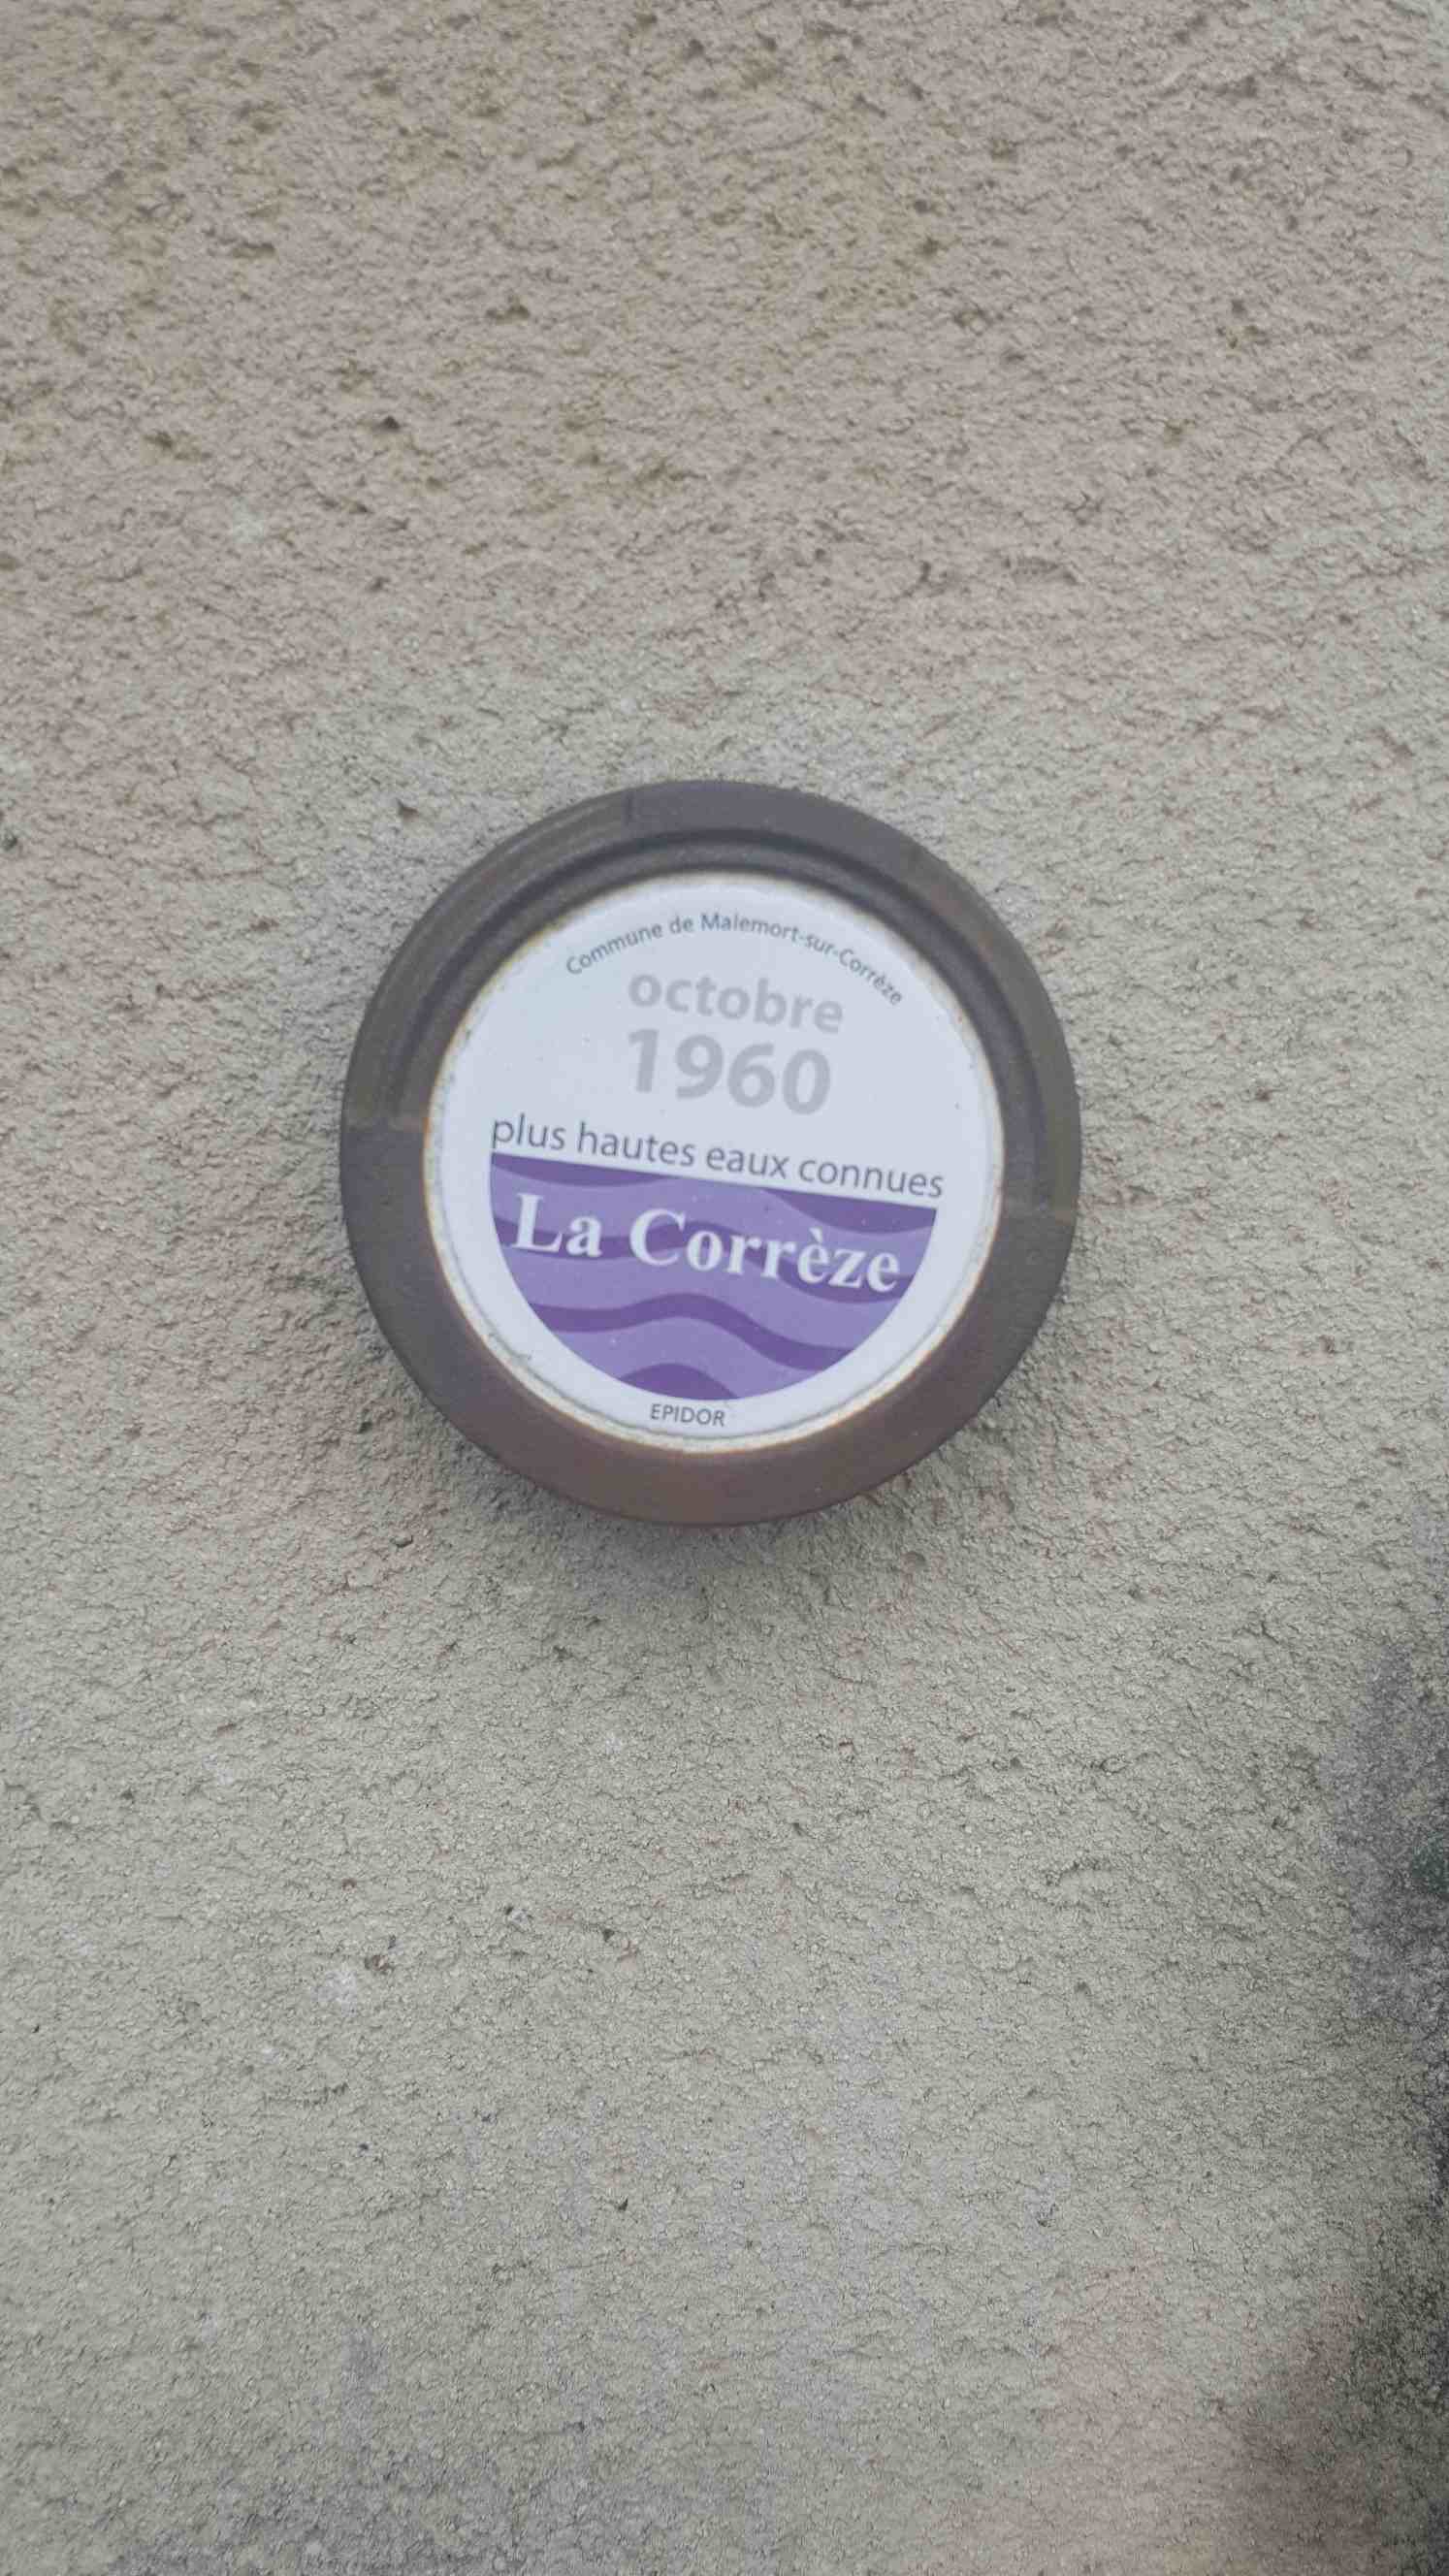 Commune de Malemort-sur-Corrèze
octobre
1960
plus hautes eaux connues
La Corrèze
EPIDOR